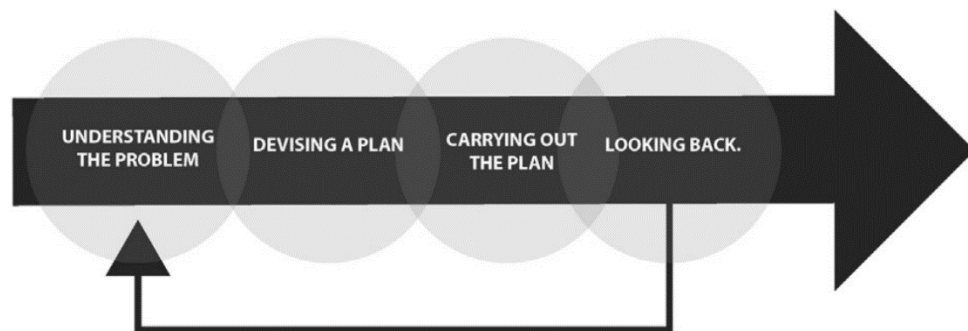 UNDERSTANDING
THE PROBLEM
DEVISING A PLAN
CARRYING OUT
THE PLAN
LOOKING BACK.